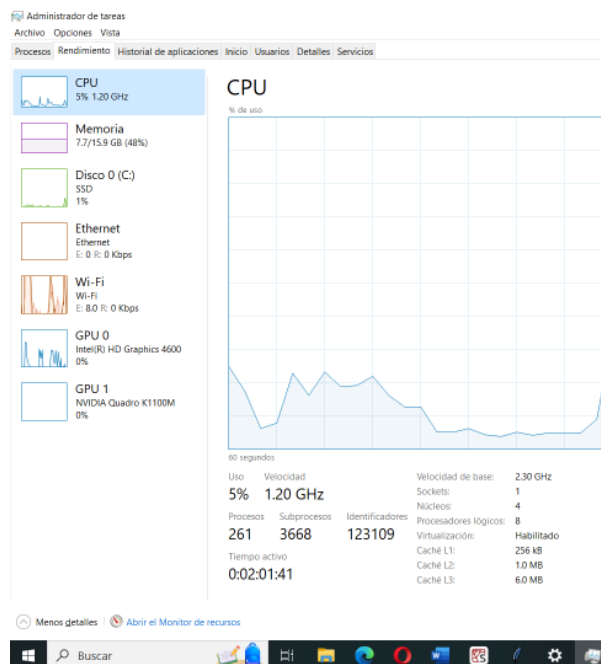 Administrador de tareas
Archivo Opciones Vista
Procesos Rendimiento Historial de aplicaciones Inicio Usuarios Detalles Servicios
CPU
5% 1.20 GHz
Memoria
7.7/15.9 GB (48%)
Disco 0 (C:)
SSD
1%
Ethernet
Ethernet
E: 0 R: 0 Kbps
Wi-Fi
Wi-Fi
E: 8.0 R: 0 Kbps
GPU 0
Intel(R) HD Graphics 4600
0%
GPU 1
NVIDIA Quadro K1100M
0%
CPU
% de uso
60 segundos
Uso Velocidad
5% 1.20 GHz
Procesos Subprocesos Identificadores
261 3668 123109
Tiempo activo
0:02:01:41
Velocidad de base: 2.30 GHz
Sockets: 1
Núcleos: 4
Procesadores lógicos: 8
Virtualización: Habilitado
Caché L1: 256 kB
Caché L2: 1.0 MB
Caché L3: 6.0 MB
Menos detalles Abrir el Monitor de recursos
Buscar